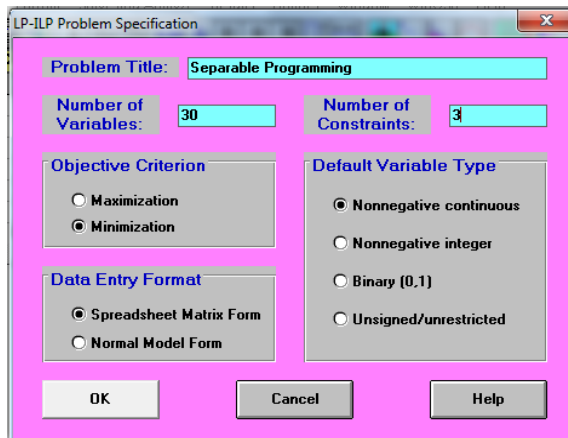 LP-ILP Problem Specification
Problem Title: Separable Programming
Number of Variables: 30
Number of Constraints: 3
Objective Criterion
Maximization
Minimization
Default Variable Type
Nonnegative continuous
Nonnegative integer
Binary (0,1)
Unsigned/unrestricted
Data Entry Format
Spreadsheet Matrix Form
Normal Model Form
OK Cancel Help